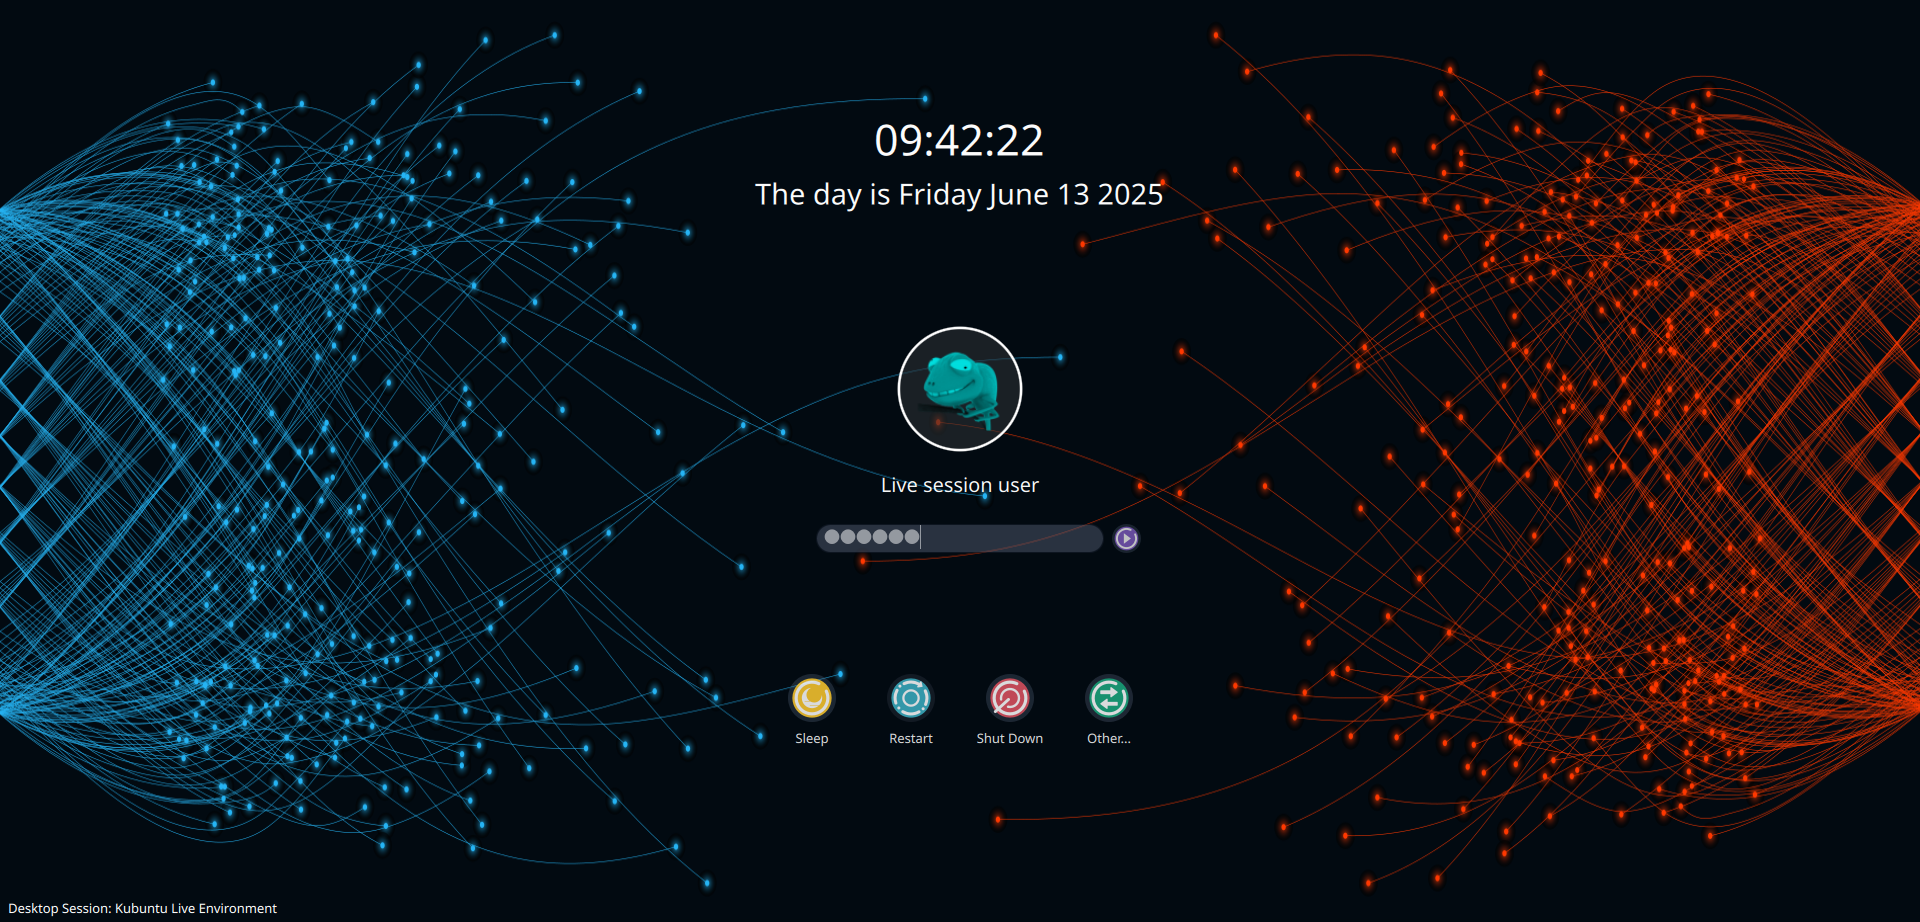 09:42:22
The day is Friday June 13 2025
Live session user
Sleep
Restart
Shut Down
Other...
Desktop Session: Kubuntu Live Environment